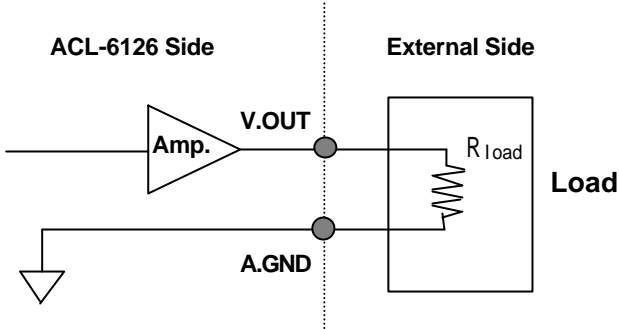 ACL-6126 Side
External Side
V.OUT
Amp.
Rload
Load
A.GND